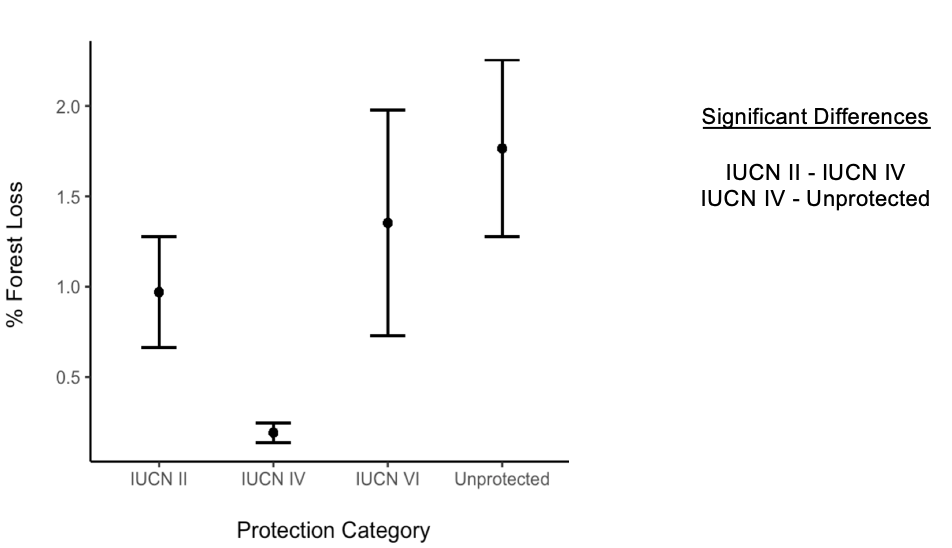 2.0
1.5
1.0
0.5
% Forest Loss
IUCN II
IUCN IV
IUCN VI
Unprotected
Protection Category
Significant Differences
IUCN II - IUCN IV
IUCN IV - Unprotected